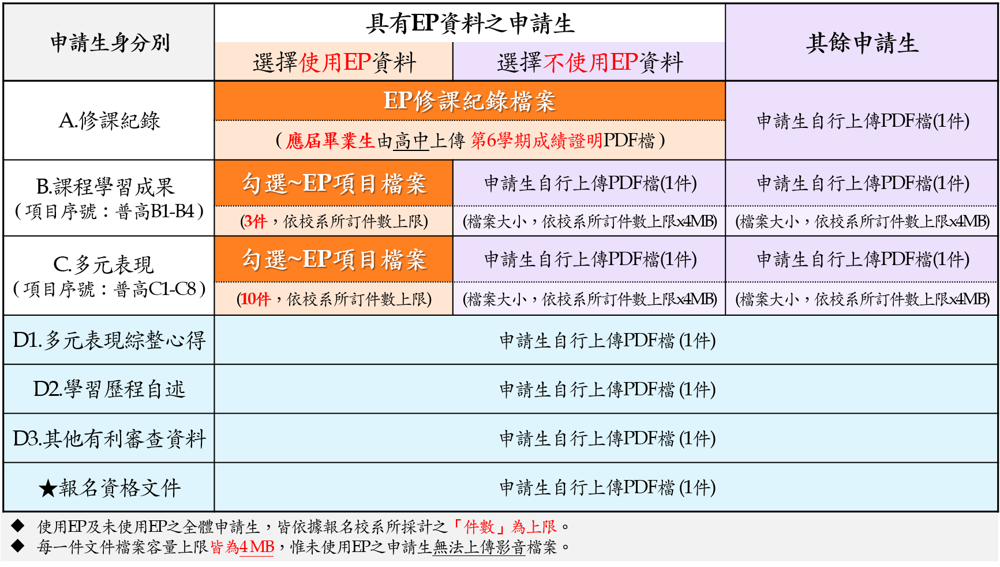 申請生身分別
具有EP資料之申請生
其餘申請生
選擇使用EP資料
選擇不使用EP資料
A.修課紀錄
EP修課紀錄檔案
(應屆畢業生由高中上傳 第6學期成績證明PDF檔)
申請生自行上傳PDF檔(1件)
B.課程學習成果
(項目序號：普高B1-B4)
勾選~EP項目檔案
(3件，依校系所訂件數上限)
申請生自行上傳PDF檔(1件)
(檔案大小，依校系所訂件數上限x4MB)
申請生自行上傳PDF檔(1件)
(檔案大小，依校系所訂件數上限x4MB)
C.多元表現
(項目序號：普高C1-C8)
勾選~EP項目檔案
(10件，依校系所訂件數上限)
申請生自行上傳PDF檔(1件)
(檔案大小，依校系所訂件數上限x4MB)
申請生自行上傳PDF檔(1件)
(檔案大小，依校系所訂件數上限x4MB)
D1.多元表現綜整心得
申請生自行上傳PDF檔 (1件)
D2.學習歷程自述
申請生自行上傳PDF檔 (1件)
D3.其他有利審查資料
申請生自行上傳PDF檔 (1件)
★報名資格文件
申請生自行上傳PDF檔 (1件)
◆ 使用EP及未使用EP之全體申請生，皆依據報名校系所採計之「件數」為上限。
◆ 每一件文件檔案容量上限皆為4 MB，惟未使用EP之申請生無法上傳影音檔案。